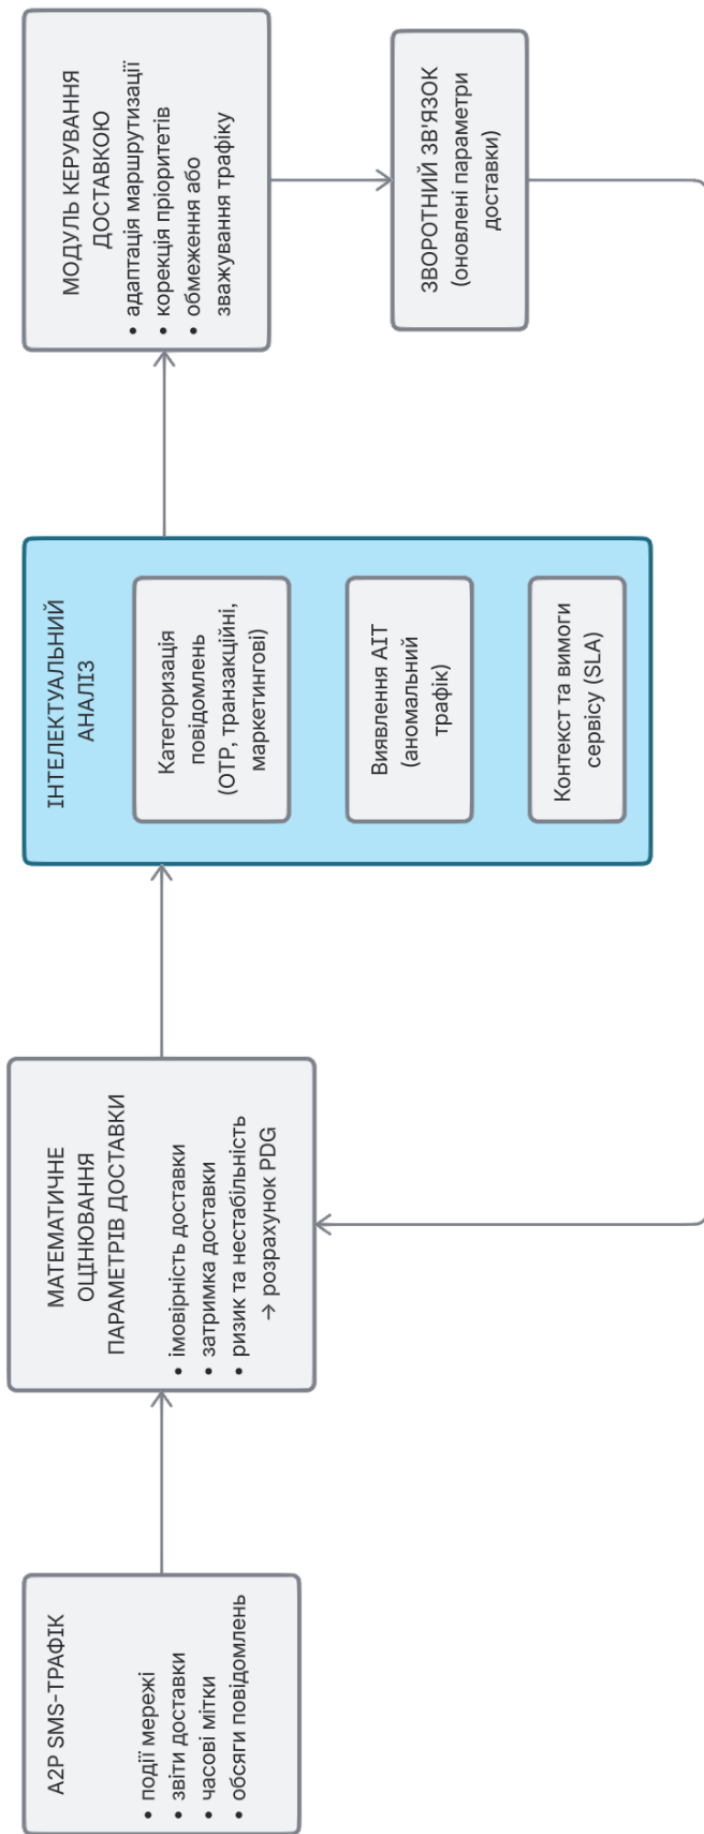 A2P SMS-ТРАФІК
• події мережі
• звіти доставки
• часові мітки
• обсяги повідомлень
МАТЕМАТИЧНЕ
ОЦІНЮВАННЯ
ПАРАМЕТРІВ ДОСТАВКИ
• імовірність доставки
• затримка доставки
• ризик та нестабільність
→ розрахунок PDG
ІНТЕЛЕКТУАЛЬНИЙ
АНАЛІЗ
Категоризація
повідомлень
(OTP, транзакційні,
маркетингові)
Виявлення AIT
(аномальний
трафік)
Контекст та вимоги
сервісу (SLA)
МОДУЛЬ КЕРУВАННЯ
ДОСТАВКОЮ
• адаптація маршрутизації
• корекція пріоритетів
• обмеження або
зважування трафіку
ЗВОРОТНИЙ ЗВ'ЯЗОК
(оновлені параметри
доставки)